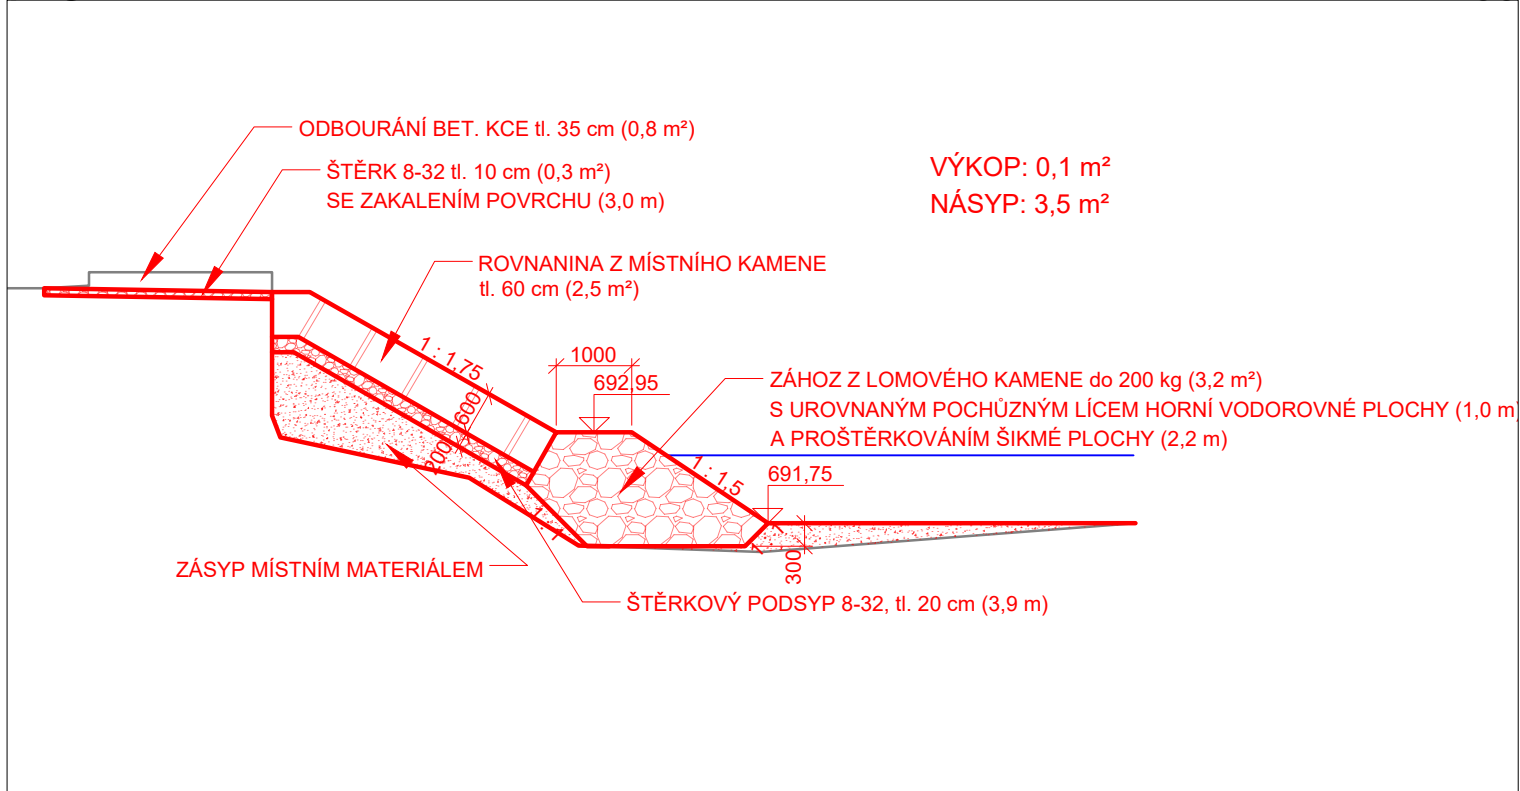 ODBOURÁNÍ BET. KCE tl. 35 cm (0,8 m²)
ŠTĚRK 8-32 tl. 10 cm (0,3 m²)
SE ZAKALENÍM POVRCHU (3,0 m)
VÝKOP: 0,1 m²
NÁSYP: 3,5 m²
ROVNANINA Z MÍSTNÍHO KAMENE
tl. 60 cm (2,5 m²)
1 : 1,75
1000
692,95
600
200
ZÁHOZ Z LOMOVÉHO KAMENE do 200 kg (3,2 m²)
S UROVNANÝM POCHŮZNÝM LÍCEM HORNÍ VODOROVNÉ PLOCHY (1,0 m)
A PROŠTĚRKOVÁNÍM ŠIKMÉ PLOCHY (2,2 m)
1 : 1,5
691,75
1 : 1
300
ZÁSYP MÍSTNÍM MATERIÁLEM
ŠTĚRKOVÝ PODSYP 8-32, tl. 20 cm (3,9 m)